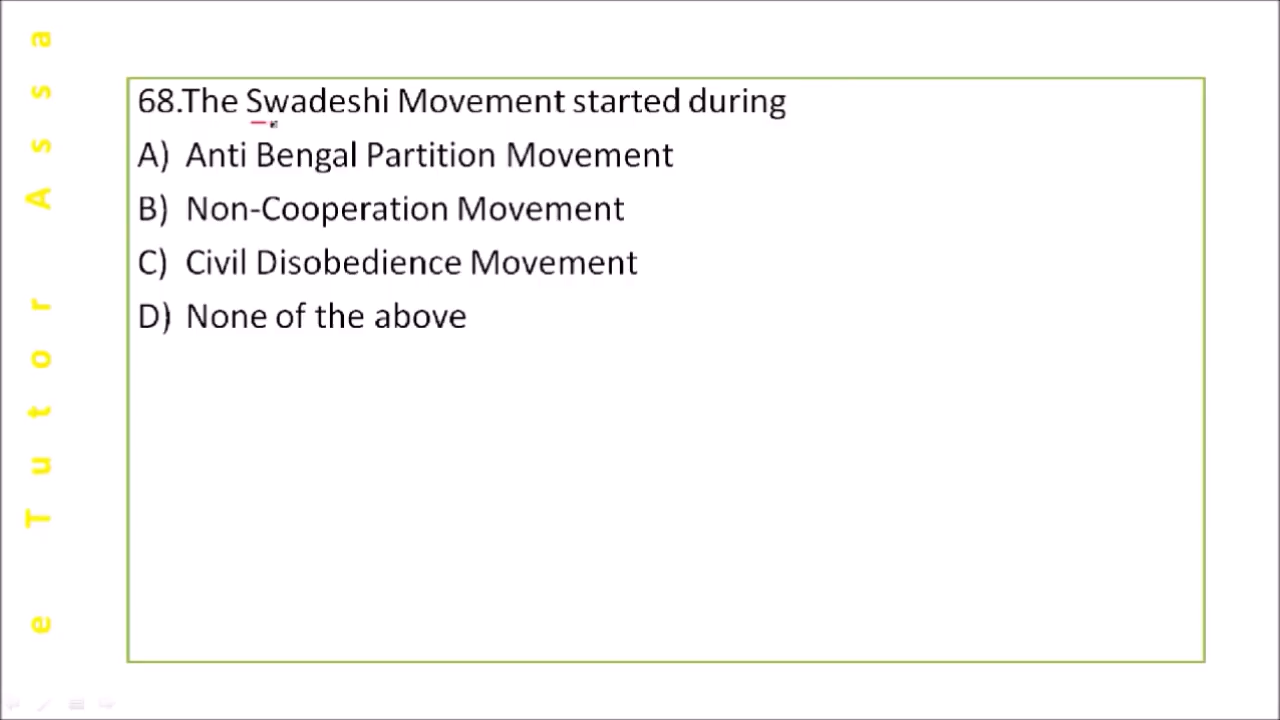 68.The Swadeshi Movement started during
A) Anti Bengal Partition Movement
B) Non-Cooperation Movement
C) Civil Disobedience Movement
D) None of the above
e Tutor Assa